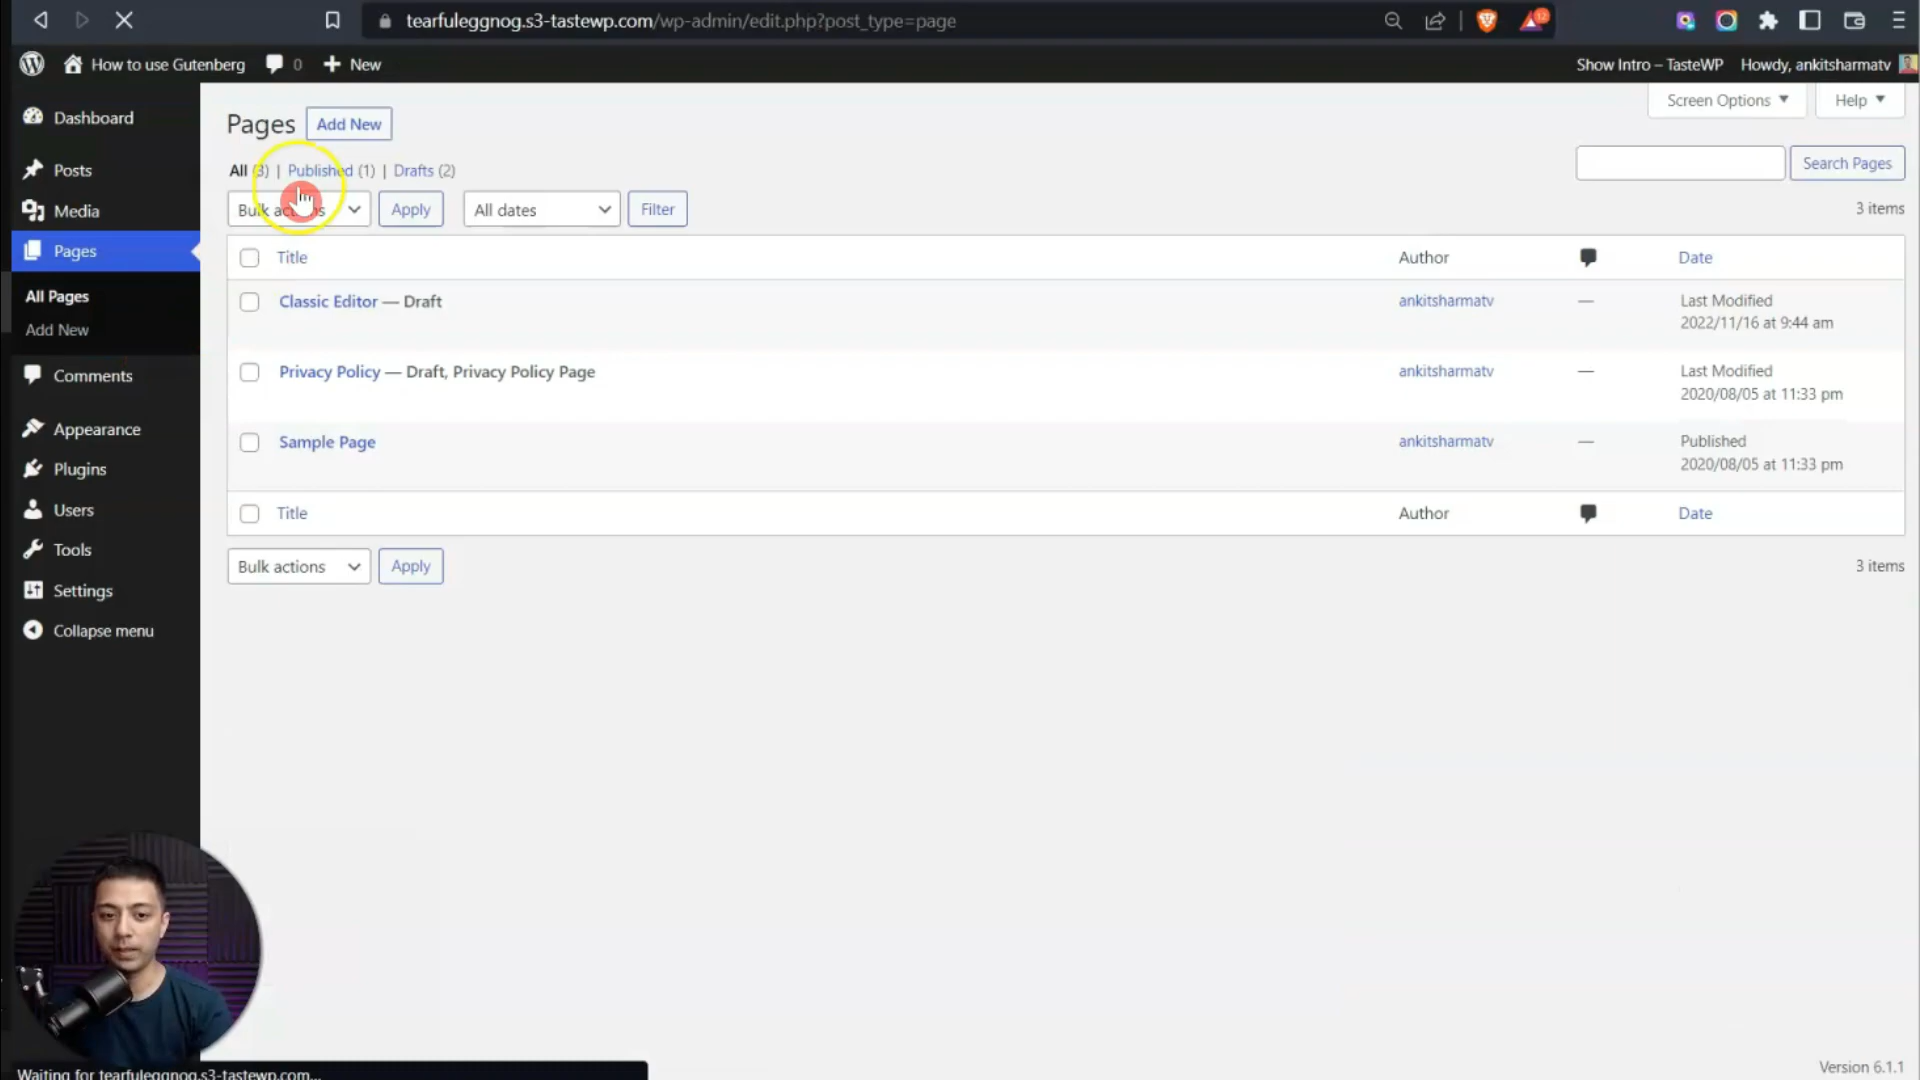 tearfuleggnog.s3-tastewp.com/wp-admin/edit.php?post_type=page
12
How to use Gutenberg
0
New
Show Intro – TasteWP
Howdy, ankitsharmatv
Dashboard
Posts
Media
Pages
All Pages
Add New
Comments
Appearance
Plugins
Users
Tools
Settings
Collapse menu
Screen Options
Help
Pages
Add New
All (3) | Published (1) | Drafts (2)
Search Pages
Bulk actions
Apply
All dates
Filter
3 items
Title
Author
Date
Classic Editor — Draft
ankitsharmatv
—
Last Modified
2022/11/16 at 9:44 am
Privacy Policy — Draft, Privacy Policy Page
ankitsharmatv
—
Last Modified
2020/08/05 at 11:33 pm
Sample Page
ankitsharmatv
—
Published
2020/08/05 at 11:33 pm
Title
Author
Date
Bulk actions
Apply
3 items
Version 6.1.1
Waiting for tearfuleggnog.s3-tastewp.com...